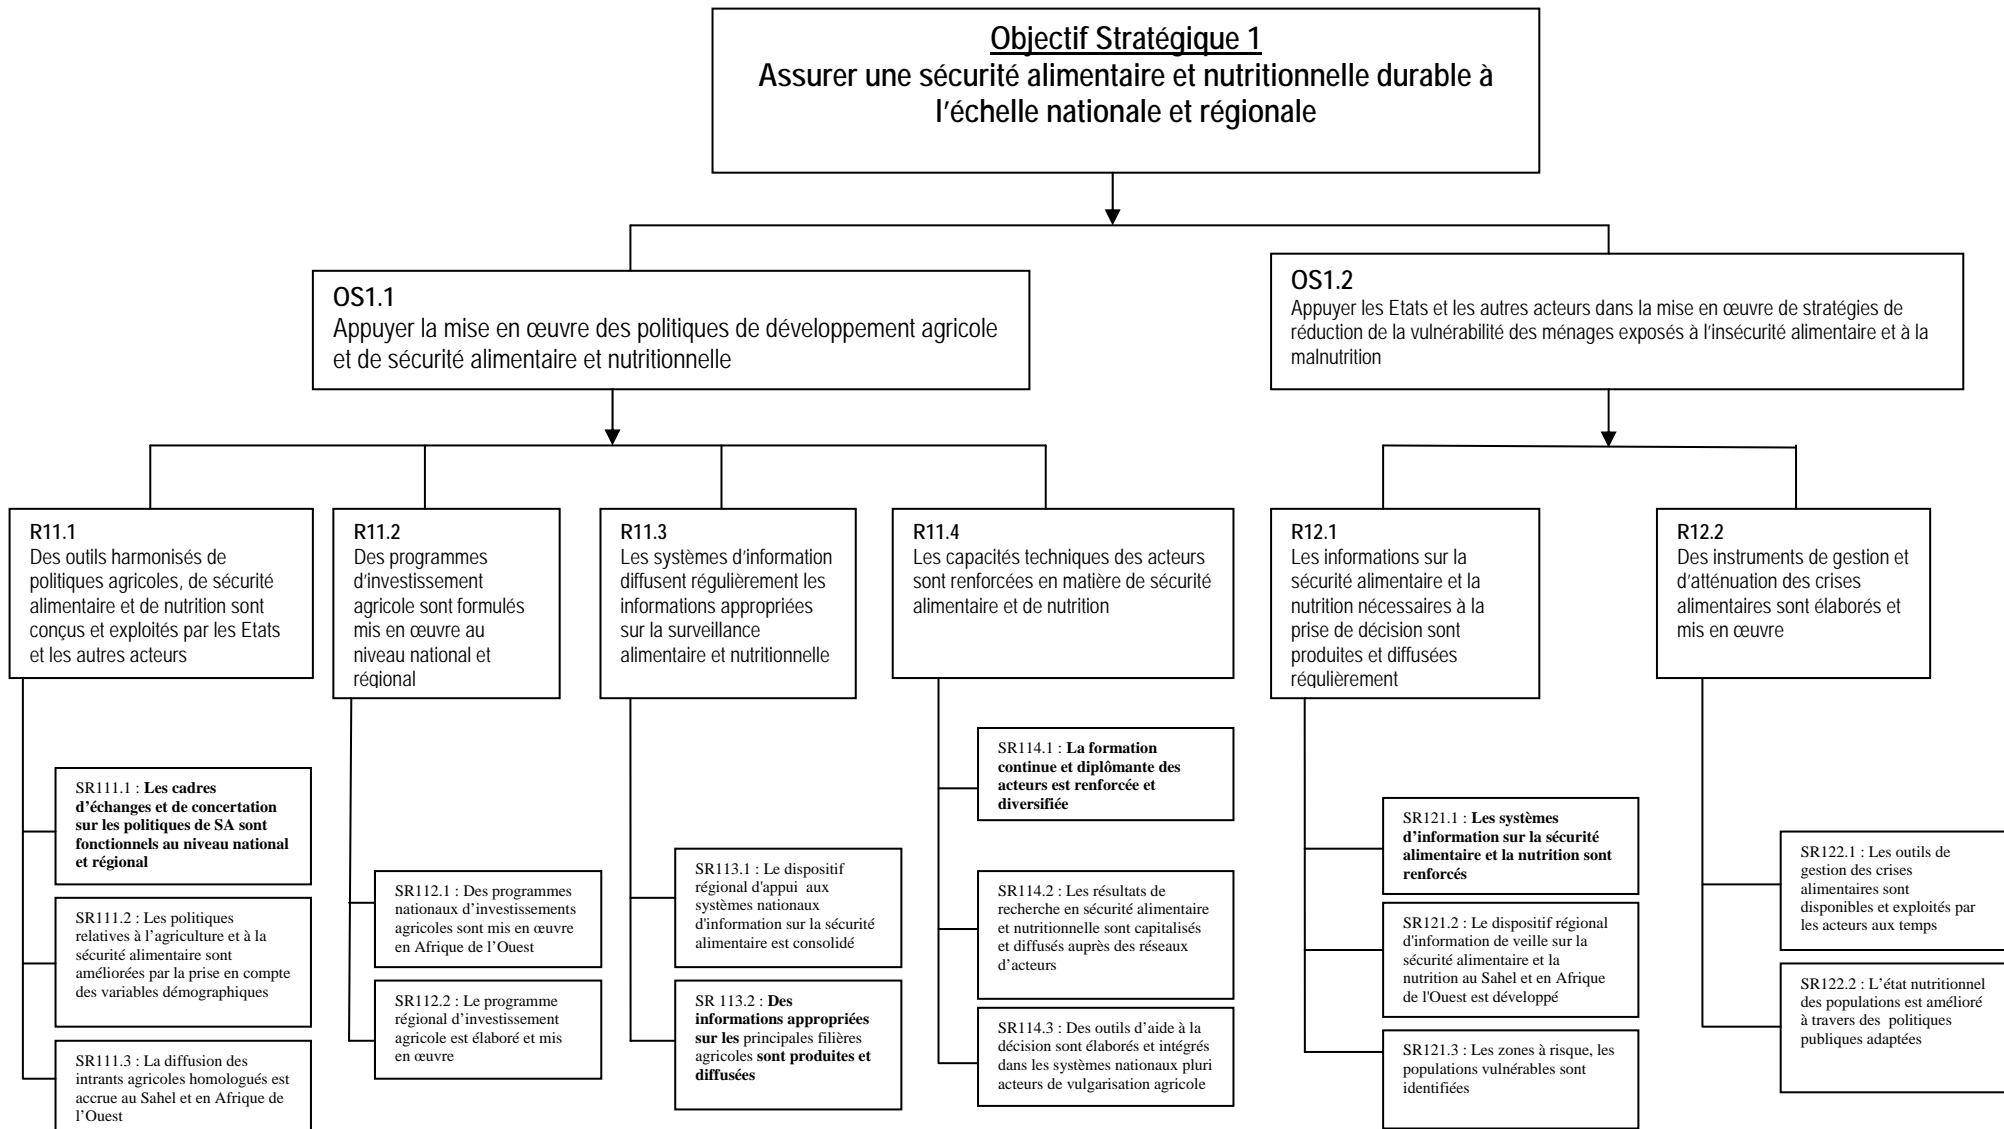 Objectif Stratégique 1
Assurer une sécurité alimentaire et nutritionnelle durable à
l'échelle nationale et régionale
OS1.1
Appuyer la mise en œuvre des politiques de développement agricole
et de sécurité alimentaire et nutritionnelle
OS1.2
Appuyer les Etats et les autres acteurs dans la mise en œuvre de stratégies de
réduction de la vulnérabilité des ménages exposés à l'insécurité alimentaire et à la
malnutrition
R11.1
Des outils harmonisés de
politiques agricoles, de sécurité
alimentaire et de nutrition sont
conçus et exploités par les Etats
et les autres acteurs
R11.2
Des programmes
d'investissement
agricole sont formulés
mis en œuvre au
niveau national et
régional
R11.3
Les systèmes d'information
diffusent régulièrement les
informations appropriées
sur la surveillance
alimentaire et nutritionnelle
R11.4
Les capacités techniques des acteurs
sont renforcées en matière de sécurité
alimentaire et de nutrition
R12.1
Les informations sur la
sécurité alimentaire et la
nutrition nécessaires à la
prise de décision sont
produites et diffusées
régulièrement
R12.2
Des instruments de gestion et
d'atténuation des crises
alimentaires sont élaborés et
mis en œuvre
SR111.1 : Les cadres
d'échanges et de concertation
sur les politiques de SA sont
fonctionnels au niveau national
et régional
SR111.2 : Les politiques
relatives à l'agriculture et à la
sécurité alimentaire sont
améliorées par la prise en compte
des variables démographiques
SR111.3 : La diffusion des
intrants agricoles homologués est
accrue au Sahel et en Afrique de
l'Ouest
SR112.1 : Des programmes
nationaux d'investissements
agricoles sont mis en œuvre
en Afrique de l'Ouest
SR112.2 : Le programme
régional d'investissement
agricole est élaboré et mis
en œuvre
SR113.1 : Le dispositif
régional d'appui aux
systèmes nationaux
d'information sur la sécurité
alimentaire est consolidé
SR 113.2 : Des
informations appropriées
sur les principales filières
agricoles sont produites et
diffusées
SR114.1 : La formation
continue et diplômante des
acteurs est renforcée et
diversifiée
SR114.2 : Les résultats de
recherche en sécurité alimentaire
et nutritionnelle sont capitalisés
et diffusés auprès des réseaux
d'acteurs
SR114.3 : Des outils d'aide à la
décision sont élaborés et intégrés
dans les systèmes nationaux pluri
acteurs de vulgarisation agricole
SR121.1 : Les systèmes
d'information sur la sécurité
alimentaire et la nutrition sont
renforcés
SR121.2 : Le dispositif régional
d'information de veille sur la
sécurité alimentaire et la
nutrition au Sahel et en Afrique
de l'Ouest est développé
SR121.3 : Les zones à risque, les
populations vulnérables sont
identifiées
SR122.1 : Les outils de
gestion des crises
alimentaires sont
disponibles et exploités par
les acteurs aux temps
SR122.2 : L'état nutritionnel
des populations est amélioré
à travers des politiques
publiques adaptées